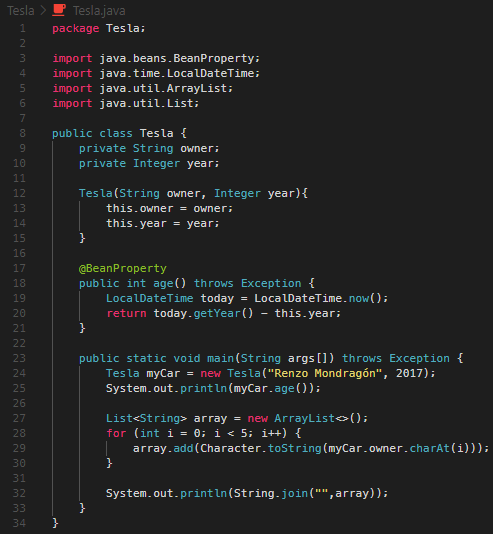 Tesla > Tesla.java
1 package Tesla;
2
3 import java.beans.BeanProperty;
4 import java.time.LocalDateTime;
5 import java.util.ArrayList;
6 import java.util.List;
7
8 public class Tesla {
9 private String owner;
10 private Integer year;
11
12 Tesla(String owner, Integer year){
13 this.owner = owner;
14 this.year = year;
15 }
16
17 @BeanProperty
18 public int age() throws Exception {
19 LocalDateTime today = LocalDateTime.now();
20 return today.getYear() - this.year;
21 }
22
23 public static void main(String args[]) throws Exception {
24 Tesla myCar = new Tesla("Renzo Mondragón", 2017);
25 System.out.println(myCar.age());
26
27 List<String> array = new ArrayList<>();
28 for (int i = 0; i < 5; i++) {
29 array.add(Character.toString(myCar.owner.charAt(i)));
30 }
31
32 System.out.println(String.join("",array));
33 }
34 }